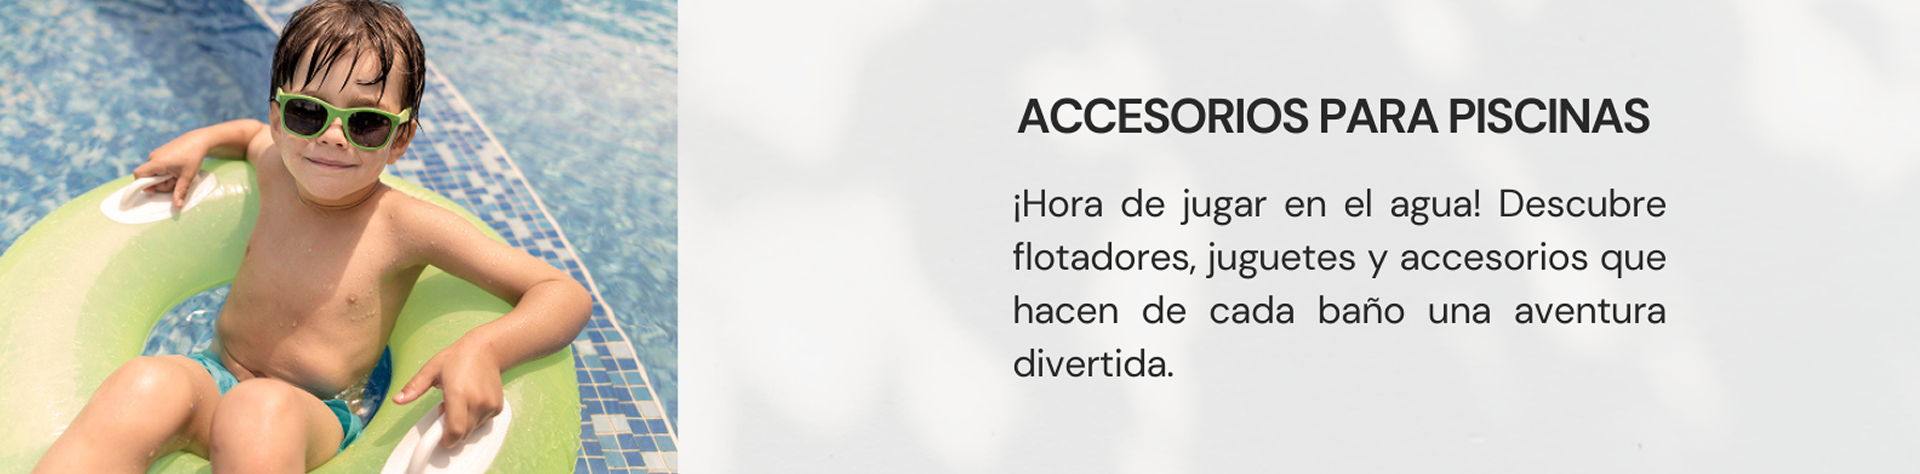 ACCESORIOS PARA PISCINAS
¡Hora de jugar en el agua! Descubre
flotadores, juguetes y accesorios que
hacen de cada baño una aventura
divertida.